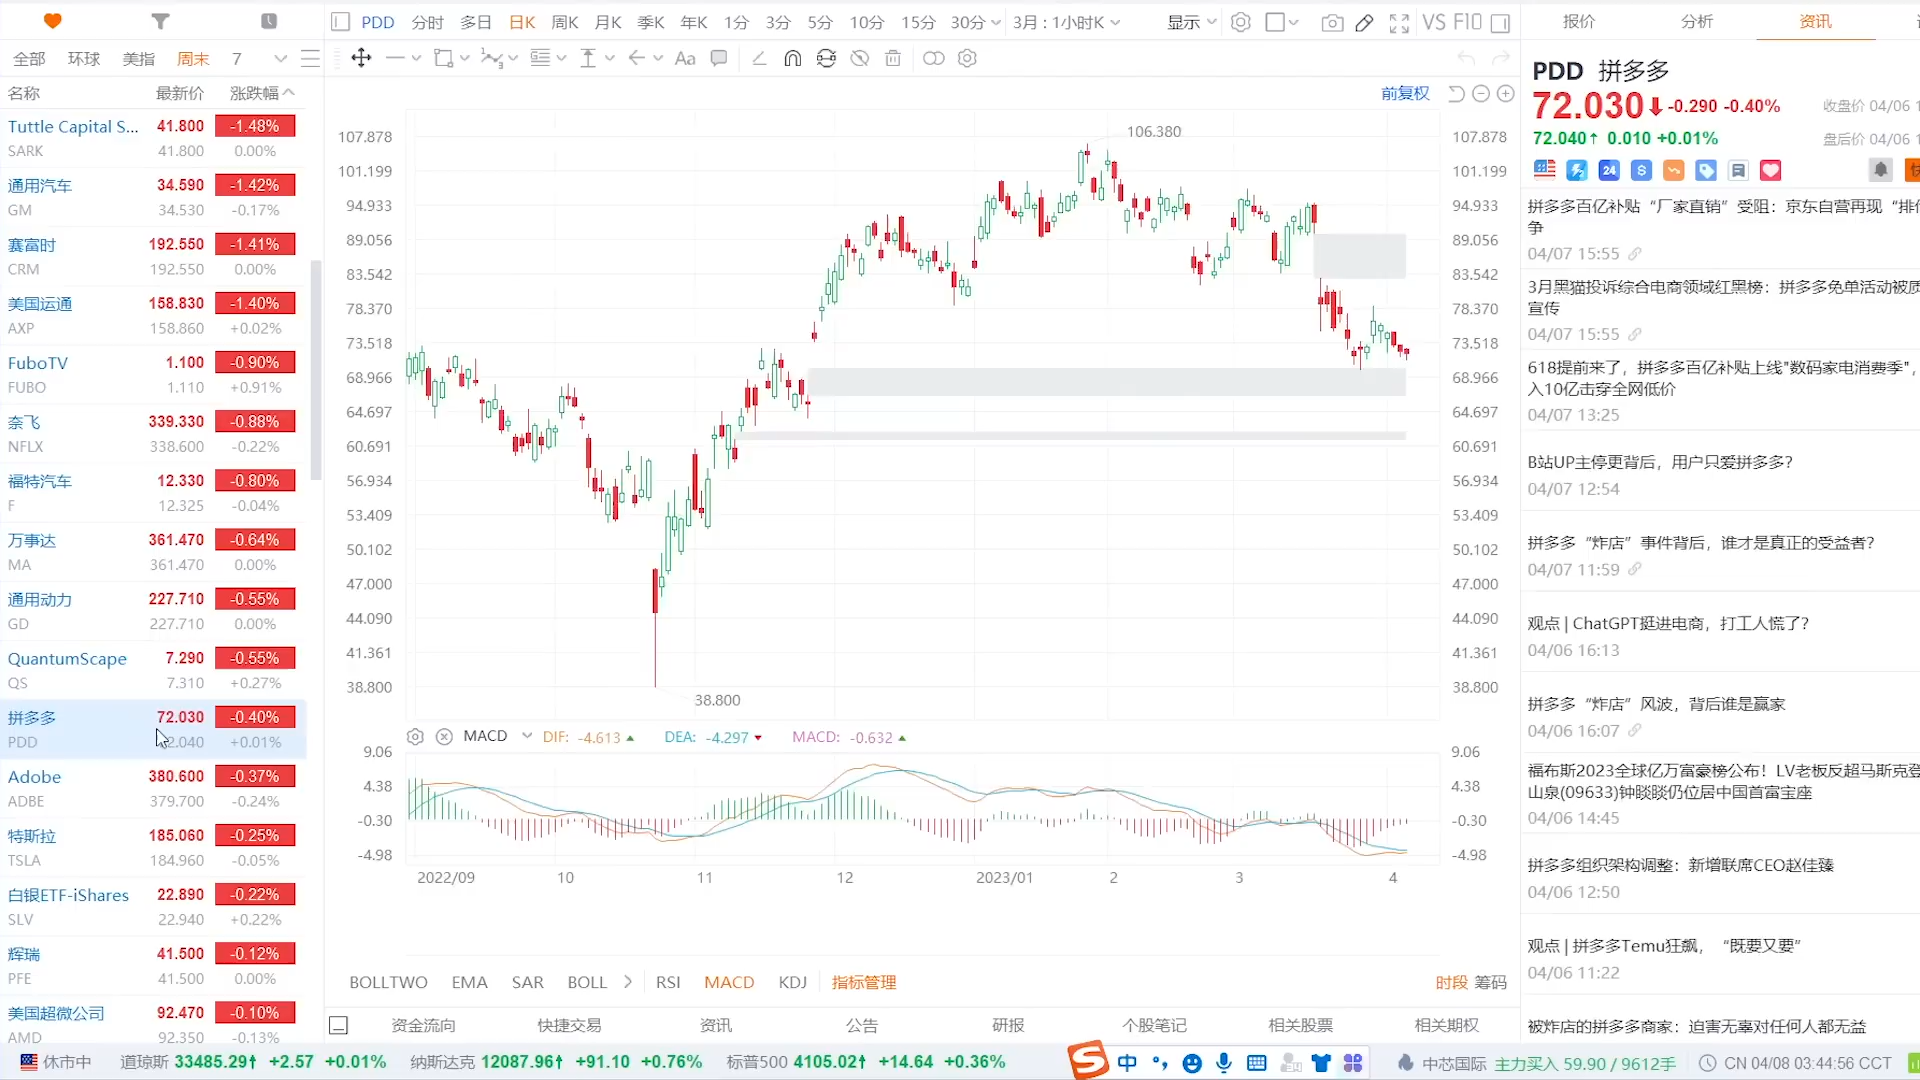 PDD 分时 多日 日K 周K 月K 季K 年K 1分 3分 5分 10分 15分 30分 3月 : 1小时K 显示 VS F10
报价 分析 资讯
全部 环球 美指 周末 7
Aa
名称 最新价 涨跌幅
Tuttle Capital S... 41.800 -1.48%
SARK 41.800 0.00%
通用汽车 34.590 -1.42%
GM 34.530 -0.17%
赛富时 192.550 -1.41%
CRM 192.550 0.00%
美国运通 158.830 -1.40%
AXP 158.860 +0.02%
FuboTV 1.100 -0.90%
FUBO 1.110 +0.91%
奈飞 339.330 -0.88%
NFLX 338.600 -0.22%
福特汽车 12.330 -0.80%
F 12.325 -0.04%
万事达 361.470 -0.64%
MA 361.470 0.00%
通用动力 227.710 -0.55%
GD 227.710 0.00%
QuantumScape 7.290 -0.55%
QS 7.310 +0.27%
拼多多 72.030 -0.40%
PDD 2.040 +0.01%
Adobe 380.600 -0.37%
ADBE 379.700 -0.24%
特斯拉 185.060 -0.25%
TSLA 184.960 -0.05%
白银ETF-iShares 22.890 -0.22%
SLV 22.940 +0.22%
辉瑞 41.500 -0.12%
PFE 41.500 0.00%
美国超微公司 92.470 -0.10%
AMD 92.350 -0.13%
前复权
106.380
107.878 107.878
101.199 101.199
94.933 94.933
89.056 89.056
83.542 83.542
78.370 78.370
73.518 73.518
68.966 68.966
64.697 64.697
60.691 60.691
56.934 56.934
53.409 53.409
50.102 50.102
47.000 47.000
44.090 44.090
41.361 41.361
38.800 38.800
38.800
MACD DIF: -4.613 DEA: -4.297 MACD: -0.632
9.06 9.06
4.38 4.38
-0.30 -0.30
-4.98 -4.98
2022/09 10 11 12 2023/01 2 3 4
BOLLTWO EMA SAR BOLL RSI MACD KDJ 指标管理 时段 筹码
资金流向 快捷交易 资讯 公告 研报 个股笔记 相关股票 相关期权
PDD 拼多多
72.030 -0.290 -0.40% 收盘价 04/06
72.040↑ 0.010 +0.01% 盘后价 04/06
24
拼多多百亿补贴“厂家直销”受阻：京东自营再现“排
争
04/07 15:55
3月黑猫投诉综合电商领域红黑榜：拼多多免单活动被质
宣传
04/07 15:55
618提前来了，拼多多百亿补贴上线"数码家电消费季"，
入10亿击穿全网低价
04/07 13:25
B站UP主停更背后，用户只爱拼多多？
04/07 12:54
拼多多“炸店”事件背后，谁才是真正的受益者？
04/07 11:59
观点 | ChatGPT挺进电商，打工人慌了？
04/06 16:13
拼多多“炸店”风波，背后谁是赢家
04/06 16:07
福布斯2023全球亿万富豪榜公布！LV老板反超马斯克登
山泉(09633)钟睒睒仍位居中国首富宝座
04/06 14:45
拼多多组织架构调整：新增联席CEO赵佳臻
04/06 12:50
观点 | 拼多多Temu狂飙，“既要又要”
04/06 11:22
被炸店的拼多多商家：迫害无辜对任何人都无益
休市中 道琼斯 33485.29↑ +2.57 +0.01% 纳斯达克 12087.96↑ +91.10 +0.76% 标普500 4105.02↑ +14.64 +0.36% 中 中芯国际 主力买入 59.90 / 9612手 CN 04/08 03:44:56 CCT